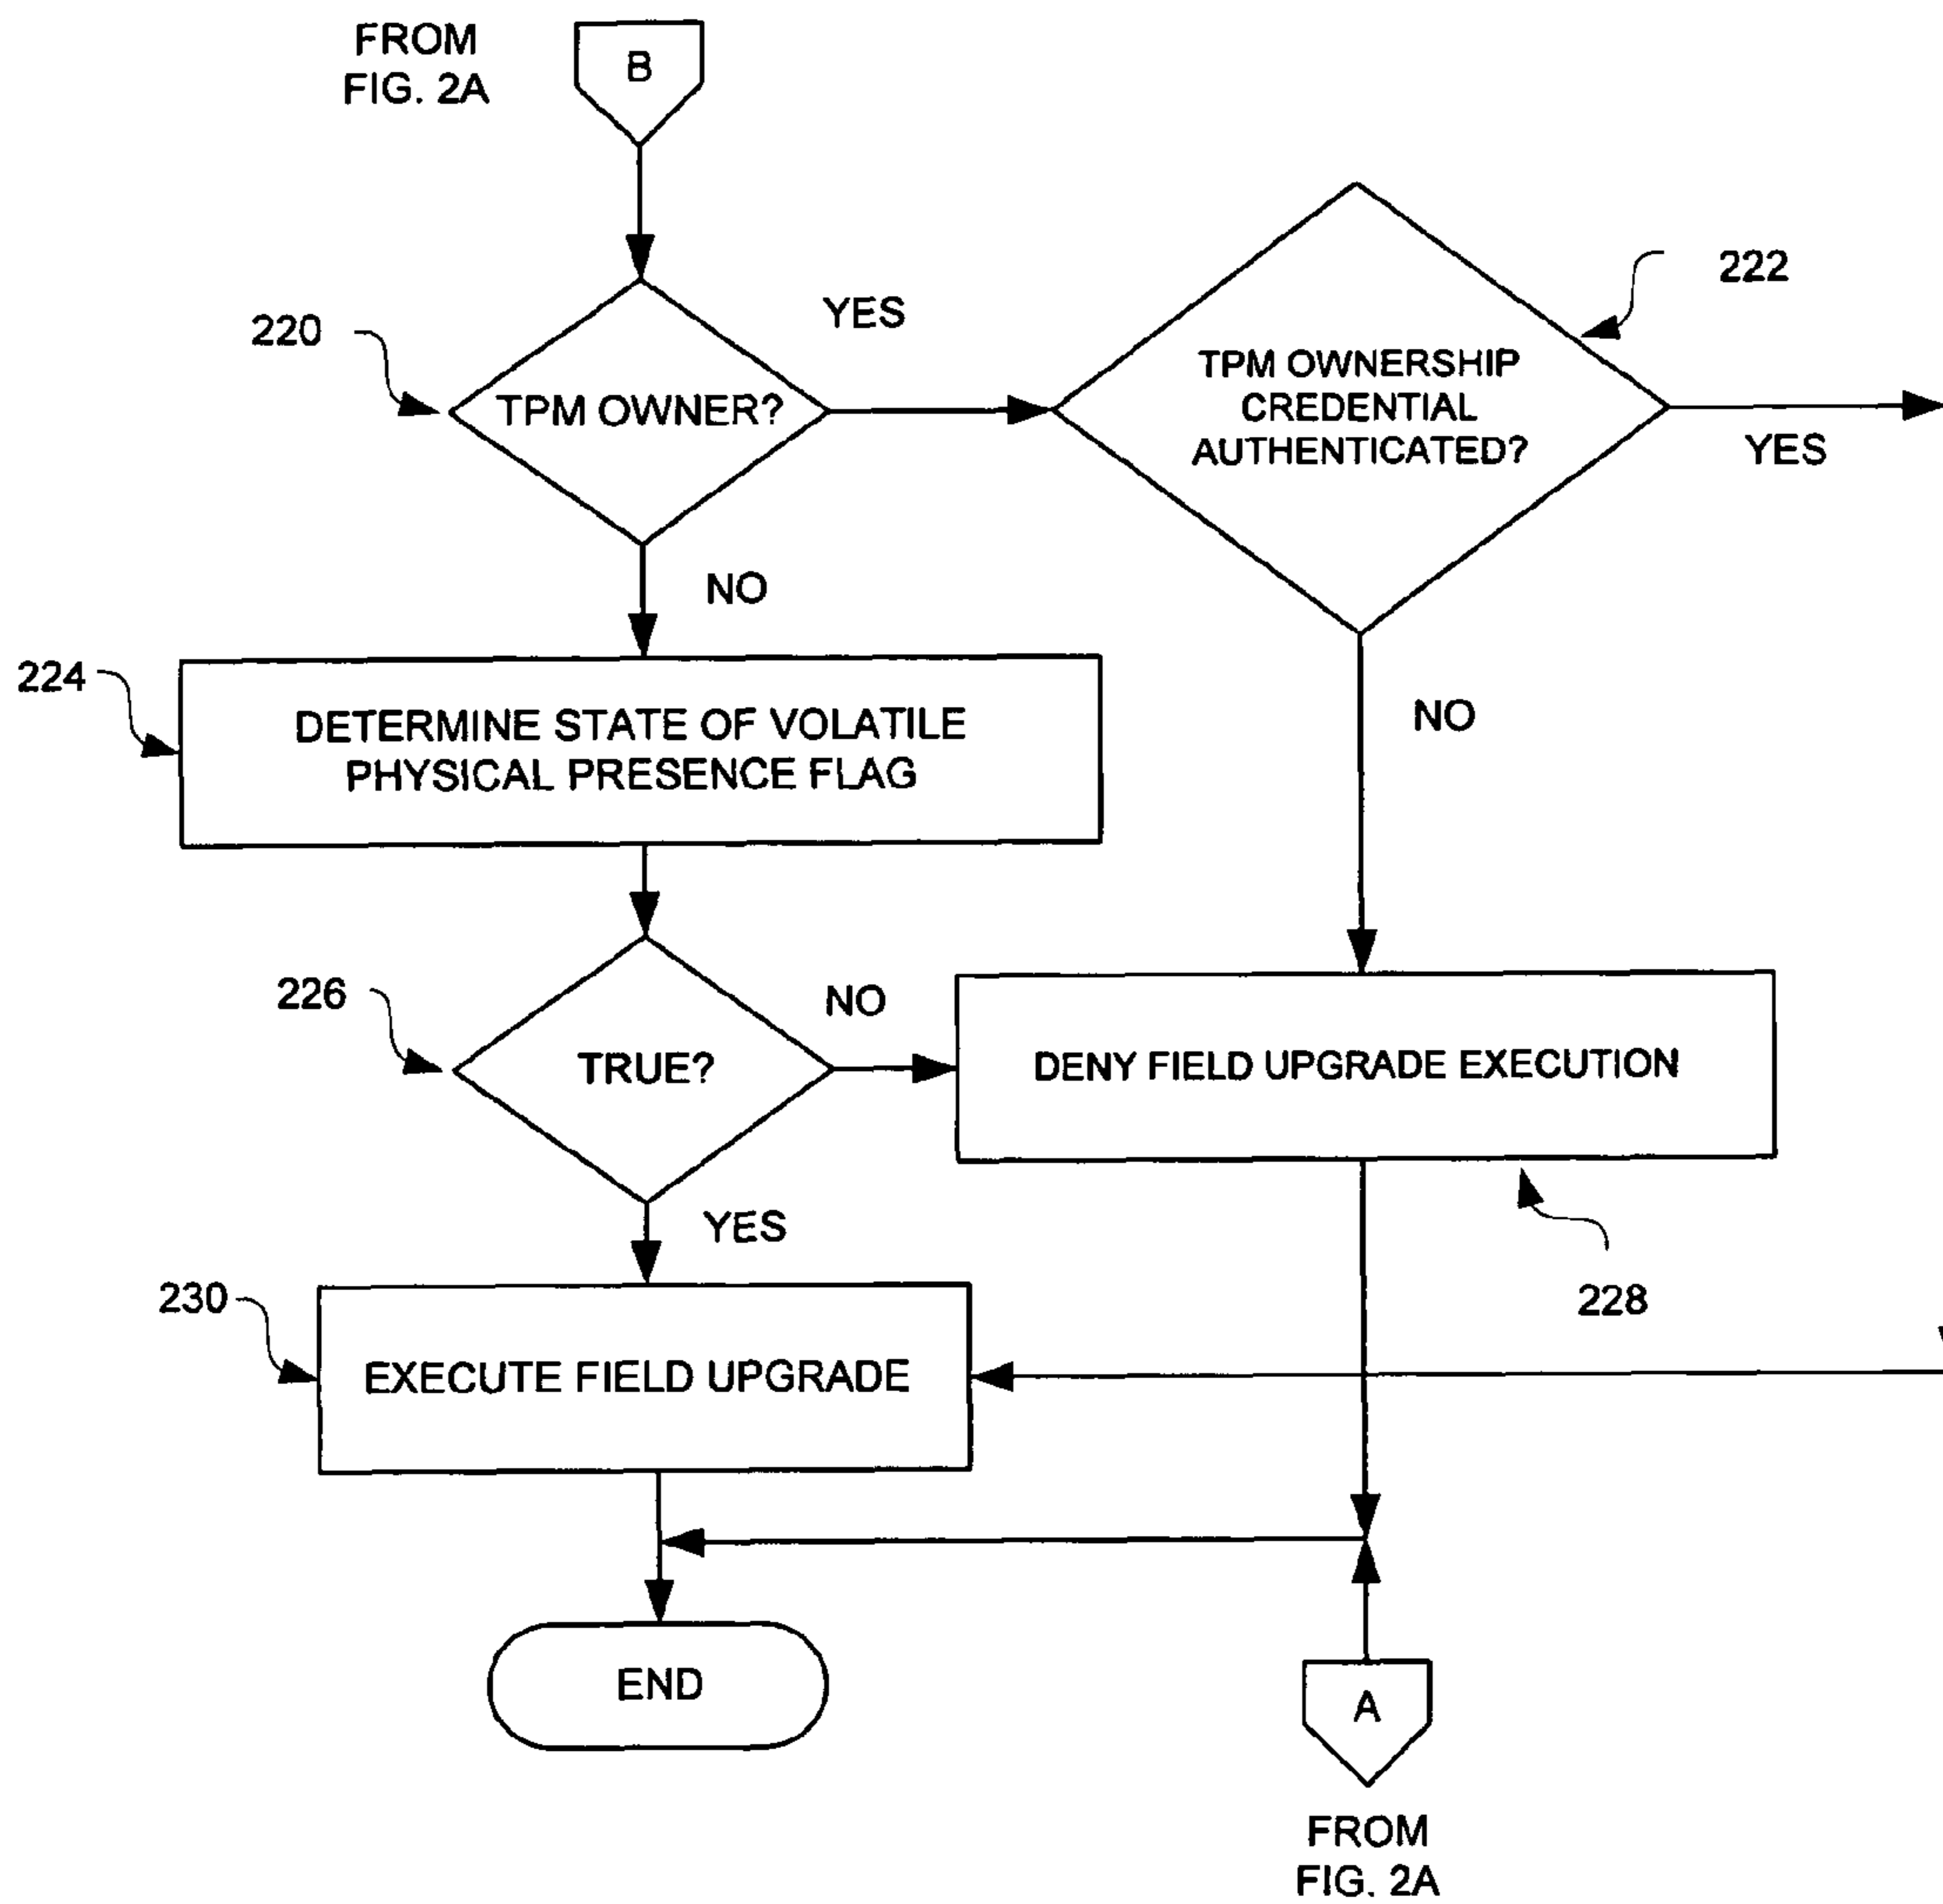 FROM
FIG. 2A
B
YES
222
220
TPM OWNER?
TPM OWNERSHIP
CREDENTIAL
AUTHENTICATED?
YES
NO
224
DETERMINE STATE OF VOLATILE
PHYSICAL PRESENCE FLAG
NO
226
NO
TRUE?
DENY FIELD UPGRADE EXECUTION
YES
230
228
EXECUTE FIELD UPGRADE
END
A
FROM
FIG. 2A